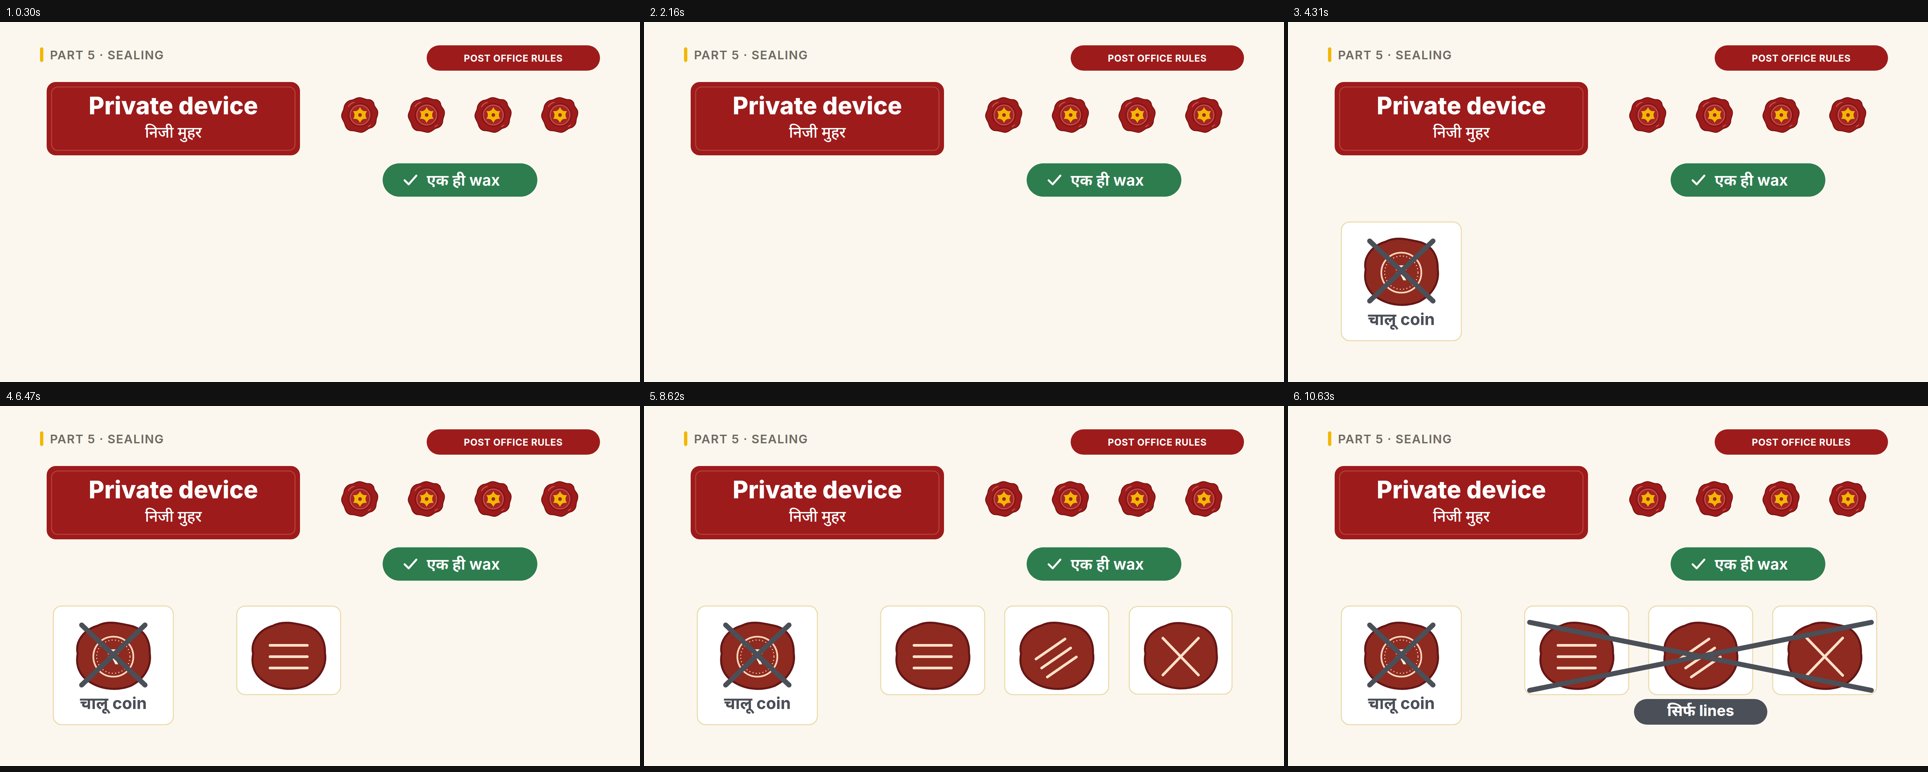 1. 0.30s
PART 5 · SEALING
POST OFFICE RULES
Private device
निजी मुहर
एक ही wax
2. 2.16s
PART 5 · SEALING
POST OFFICE RULES
Private device
निजी मुहर
एक ही wax
3. 4.31s
PART 5 · SEALING
POST OFFICE RULES
Private device
निजी मुहर
एक ही wax
चालू coin
4. 6.47s
PART 5 · SEALING
POST OFFICE RULES
Private device
निजी मुहर
एक ही wax
चालू coin
5. 8.62s
PART 5 · SEALING
POST OFFICE RULES
Private device
निजी मुहर
एक ही wax
चालू coin
6. 10.63s
PART 5 · SEALING
POST OFFICE RULES
Private device
निजी मुहर
एक ही wax
चालू coin
सिर्फ lines